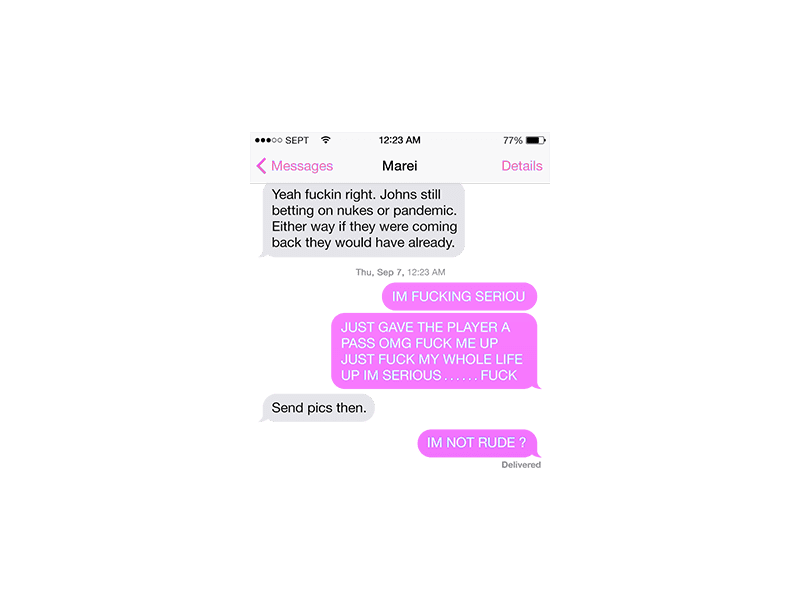 SEPT 12:23 AM 77%
Messages Marei Details
Yeah fuckin right. Johns still
betting on nukes or pandemic.
Either way if they were coming
back they would have already.
Thu, Sep 7, 12:23 AM
IM FUCKING SERIOU
JUST GAVE THE PLAYER A
PASS OMG FUCK ME UP
JUST FUCK MY WHOLE LIFE
UP IM SERIOUS . . . . . . FUCK
Send pics then.
IM NOT RUDE ?
Delivered